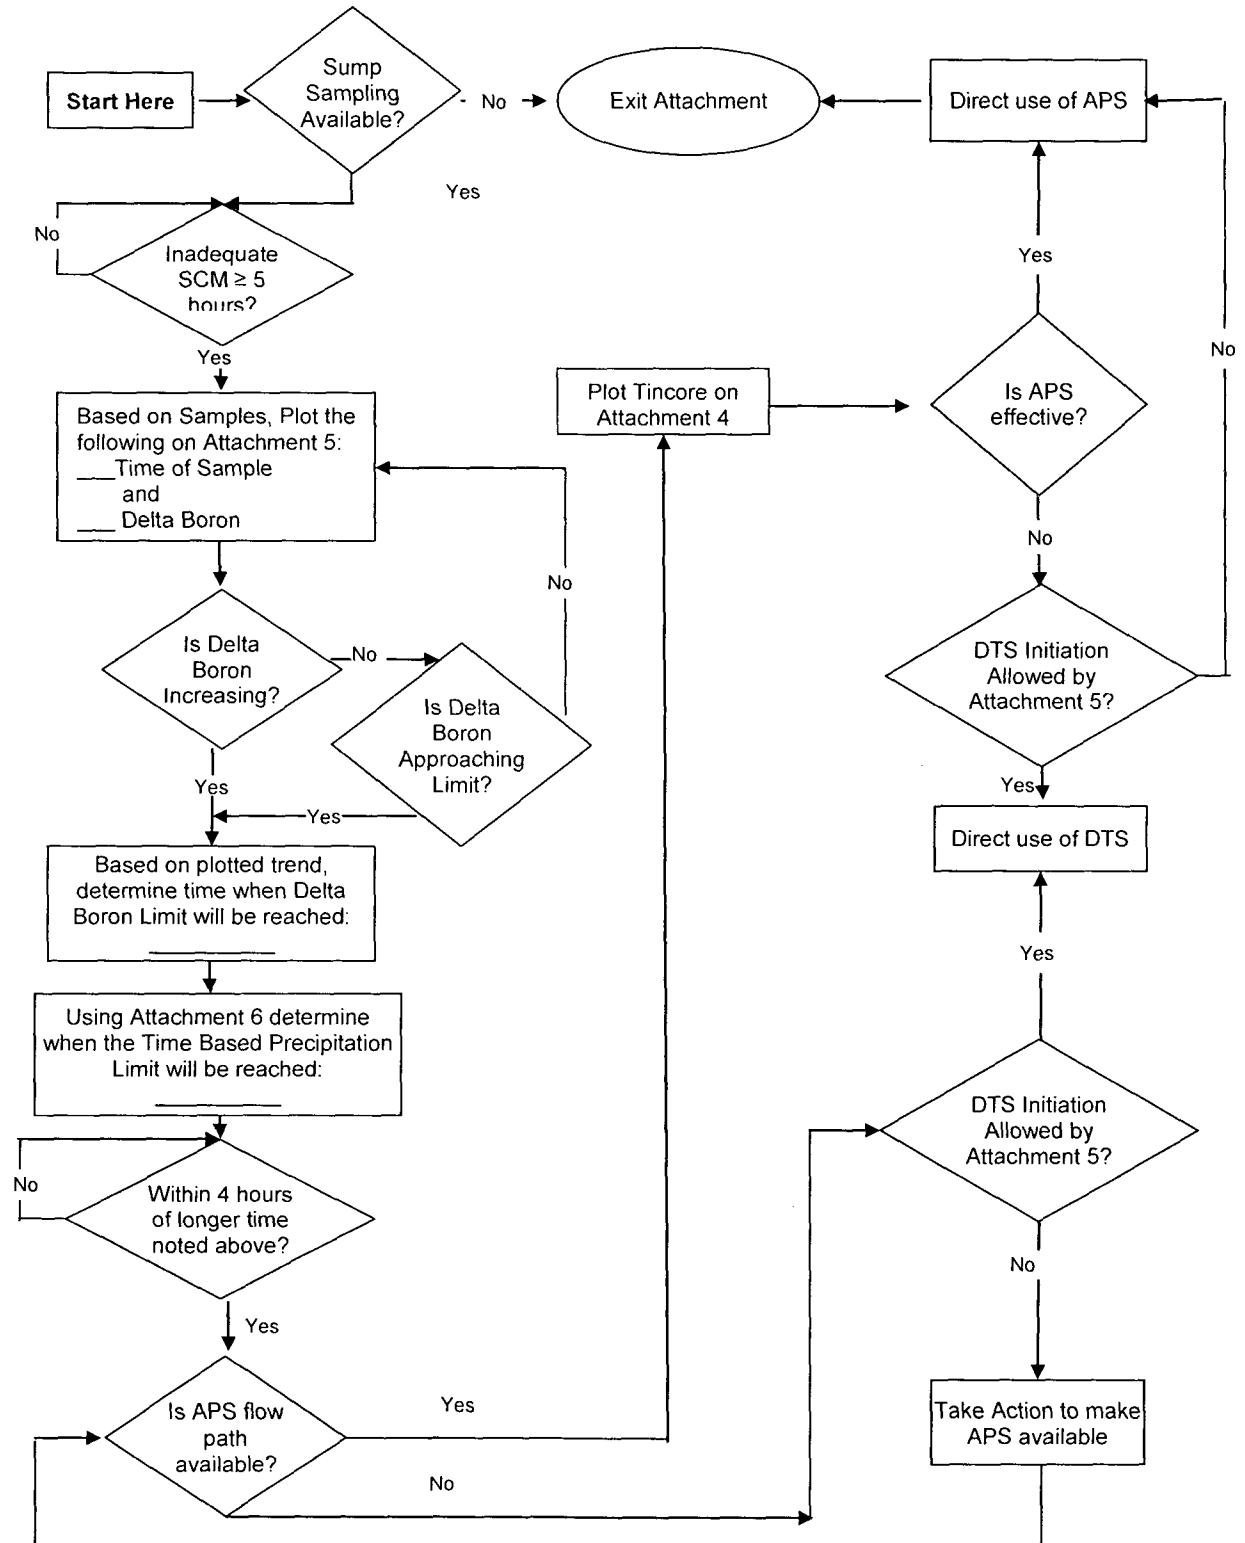 Start Here
Sump
Sampling
Available?
No
Exit Attachment
Direct use of APS
Yes
No
Inadequate
SCM ≥ 5
hours?
Yes
Yes
No
Based on Samples, Plot the
following on Attachment 5:
___Time of Sample
and
___ Delta Boron
Plot Tincore on
Attachment 4
Is APS
effective?
No
No
Is Delta
Boron
Increasing?
No
Is Delta
Boron
Approaching
Limit?
DTS Initiation
Allowed by
Attachment 5?
Yes
Yes
Yes
Direct use of DTS
Based on plotted trend,
determine time when Delta
Boron Limit will be reached:
__________
Yes
Using Attachment 6 determine
when the Time Based Precipitation
Limit will be reached:
__________
DTS Initiation
Allowed by
Attachment 5?
No
Within 4 hours
of longer time
noted above?
No
Yes
Is APS flow
path
available?
Yes
No
Take Action to make
APS available